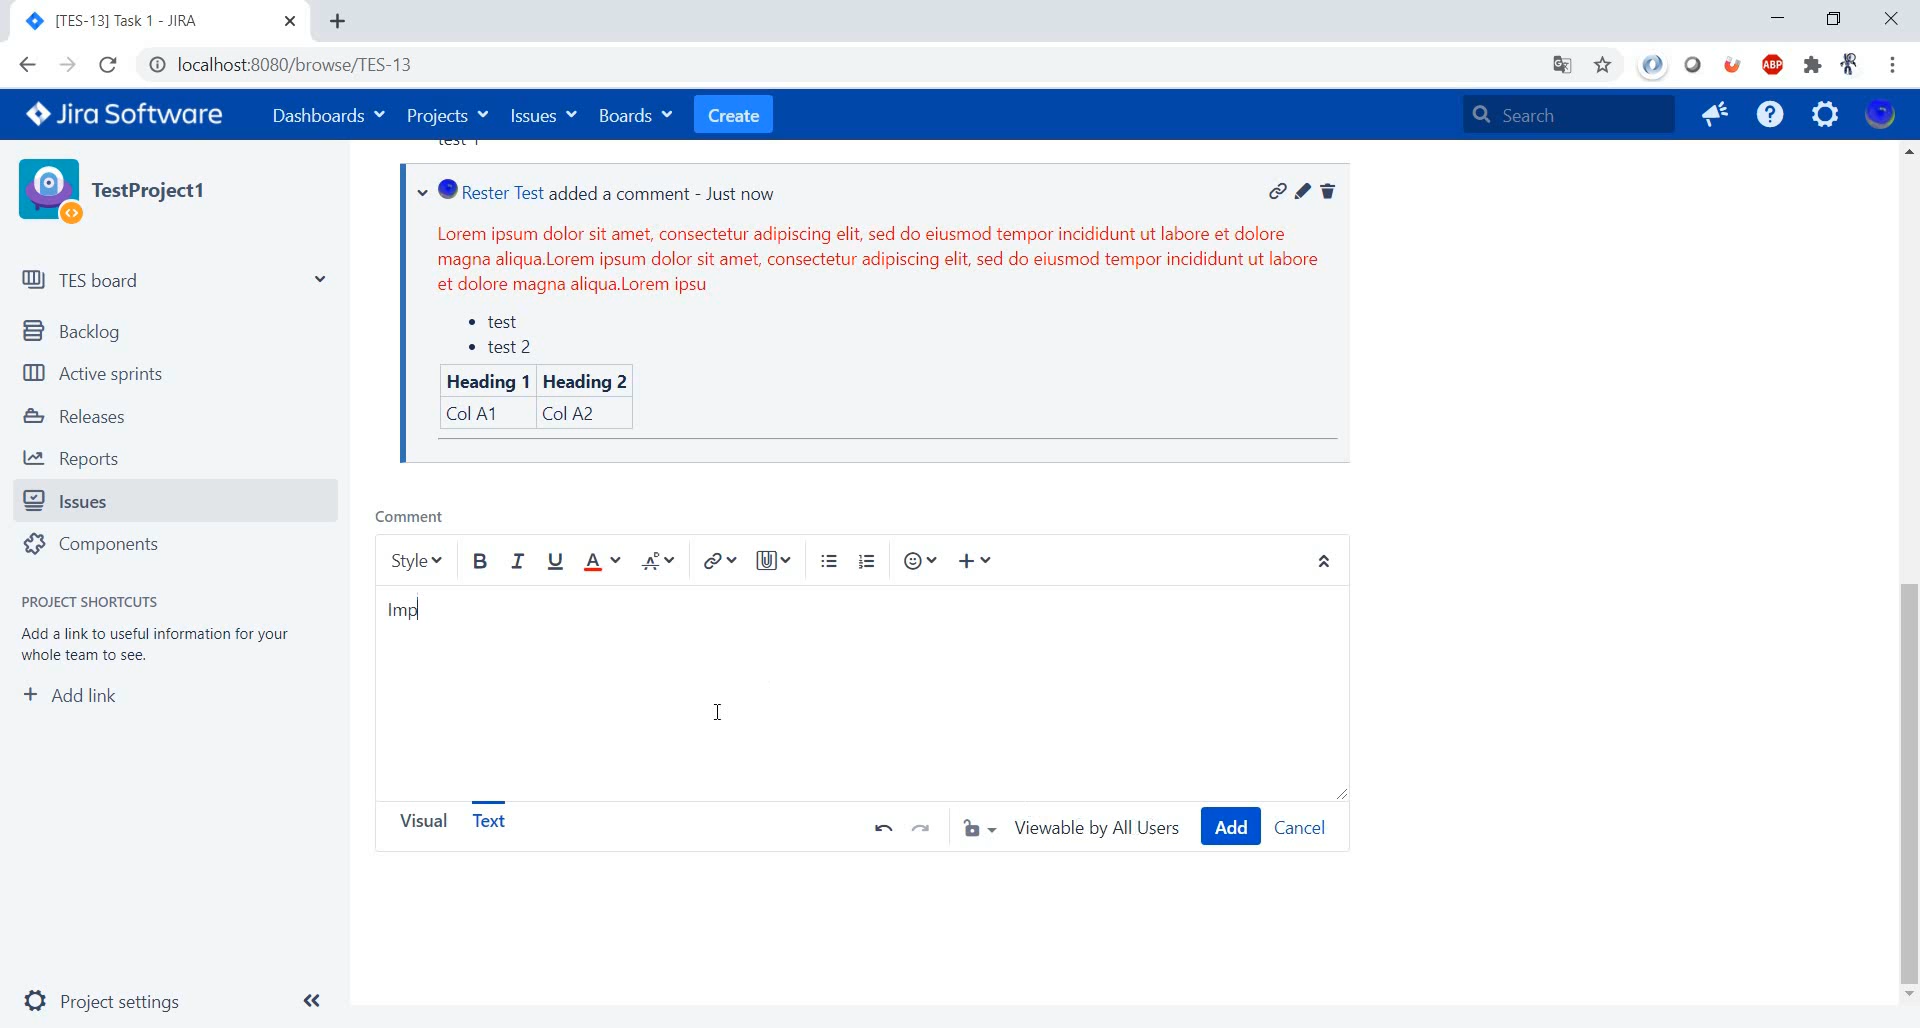 [TES-13] Task 1 - JIRA
localhost:8080/browse/TES-13
ABP
Jira Software
Dashboards
Projects
Issues
Boards
Create
Search
TestProject1
TES board
Backlog
Active sprints
Releases
Reports
Issues
Components
PROJECT SHORTCUTS
Add a link to useful information for your
whole team to see.
+ Add link
Project settings
test 1
Rester Test added a comment - Just now
Lorem ipsum dolor sit amet, consectetur adipiscing elit, sed do eiusmod tempor incididunt ut labore et dolore
magna aliqua.Lorem ipsum dolor sit amet, consectetur adipiscing elit, sed do eiusmod tempor incididunt ut labore
et dolore magna aliqua.Lorem ipsu
• test
• test 2
Heading 1 Heading 2
Col A1 Col A2
Comment
Style B I U A
Imp
Visual Text
Viewable by All Users Add Cancel